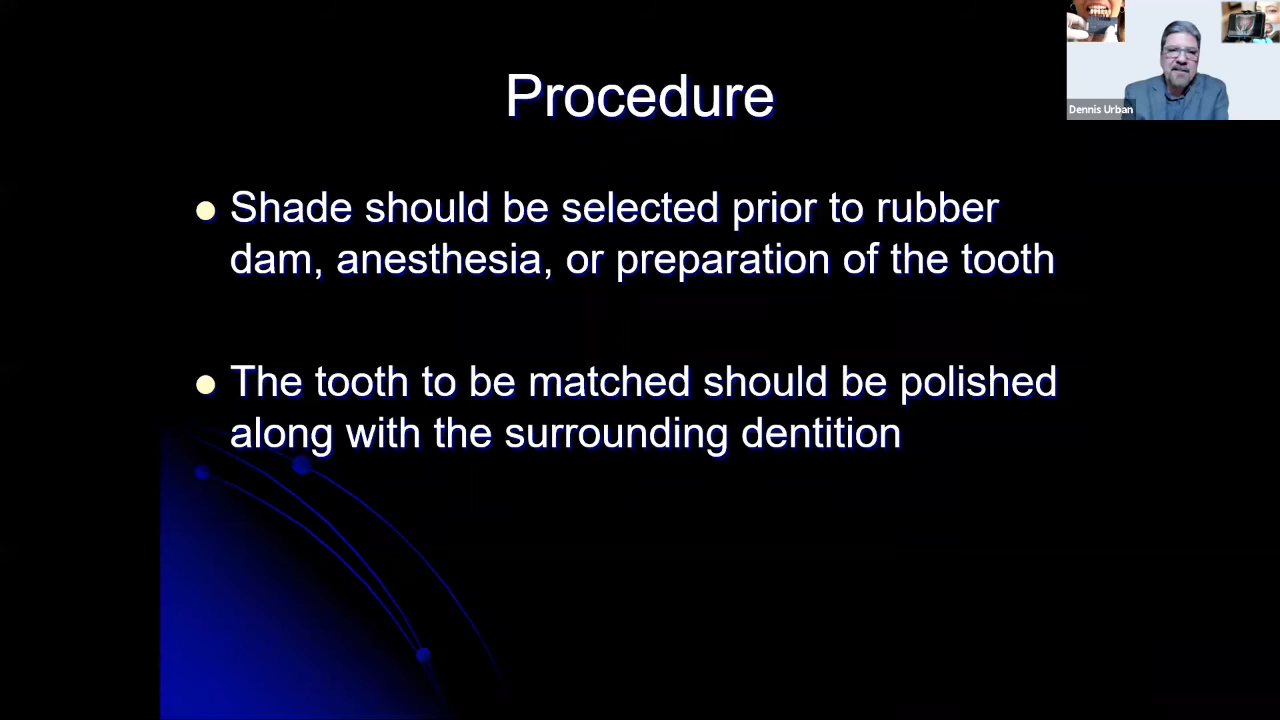 Procedure
Shade should be selected prior to rubber
dam, anesthesia, or preparation of the tooth
The tooth to be matched should be polished
along with the surrounding dentition
Dennis Urban